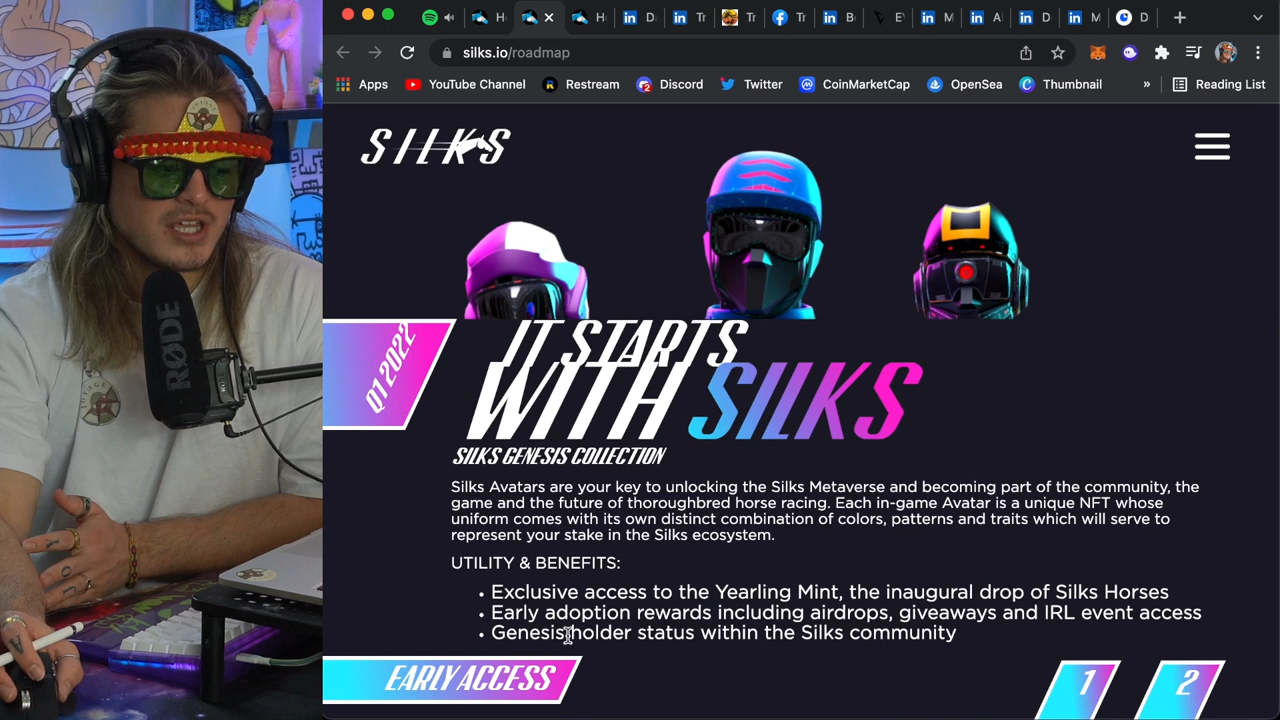 H
H
D
Tr
Tr
Tr
B
E\
M
A
D
M
D
silks.io/roadmap
Apps
YouTube Channel
Restream
Discord
Twitter
CoinMarketCap
OpenSea
Thumbnail
»
Reading List
SILKS
Q1 2022
IT STARTS
WITH SILKS
SILKS GENESIS COLLECTION
Silks Avatars are your key to unlocking the Silks Metaverse and becoming part of the community, the
game and the future of thoroughbred horse racing. Each in-game Avatar is a unique NFT whose
uniform comes with its own distinct combination of colors, patterns and traits which will serve to
represent your stake in the Silks ecosystem.
UTILITY & BENEFITS:
• Exclusive access to the Yearling Mint, the inaugural drop of Silks Horses
• Early adoption rewards including airdrops, giveaways and IRL event access
• Genesis holder status within the Silks community
EARLY ACCESS
1 2
RØDE